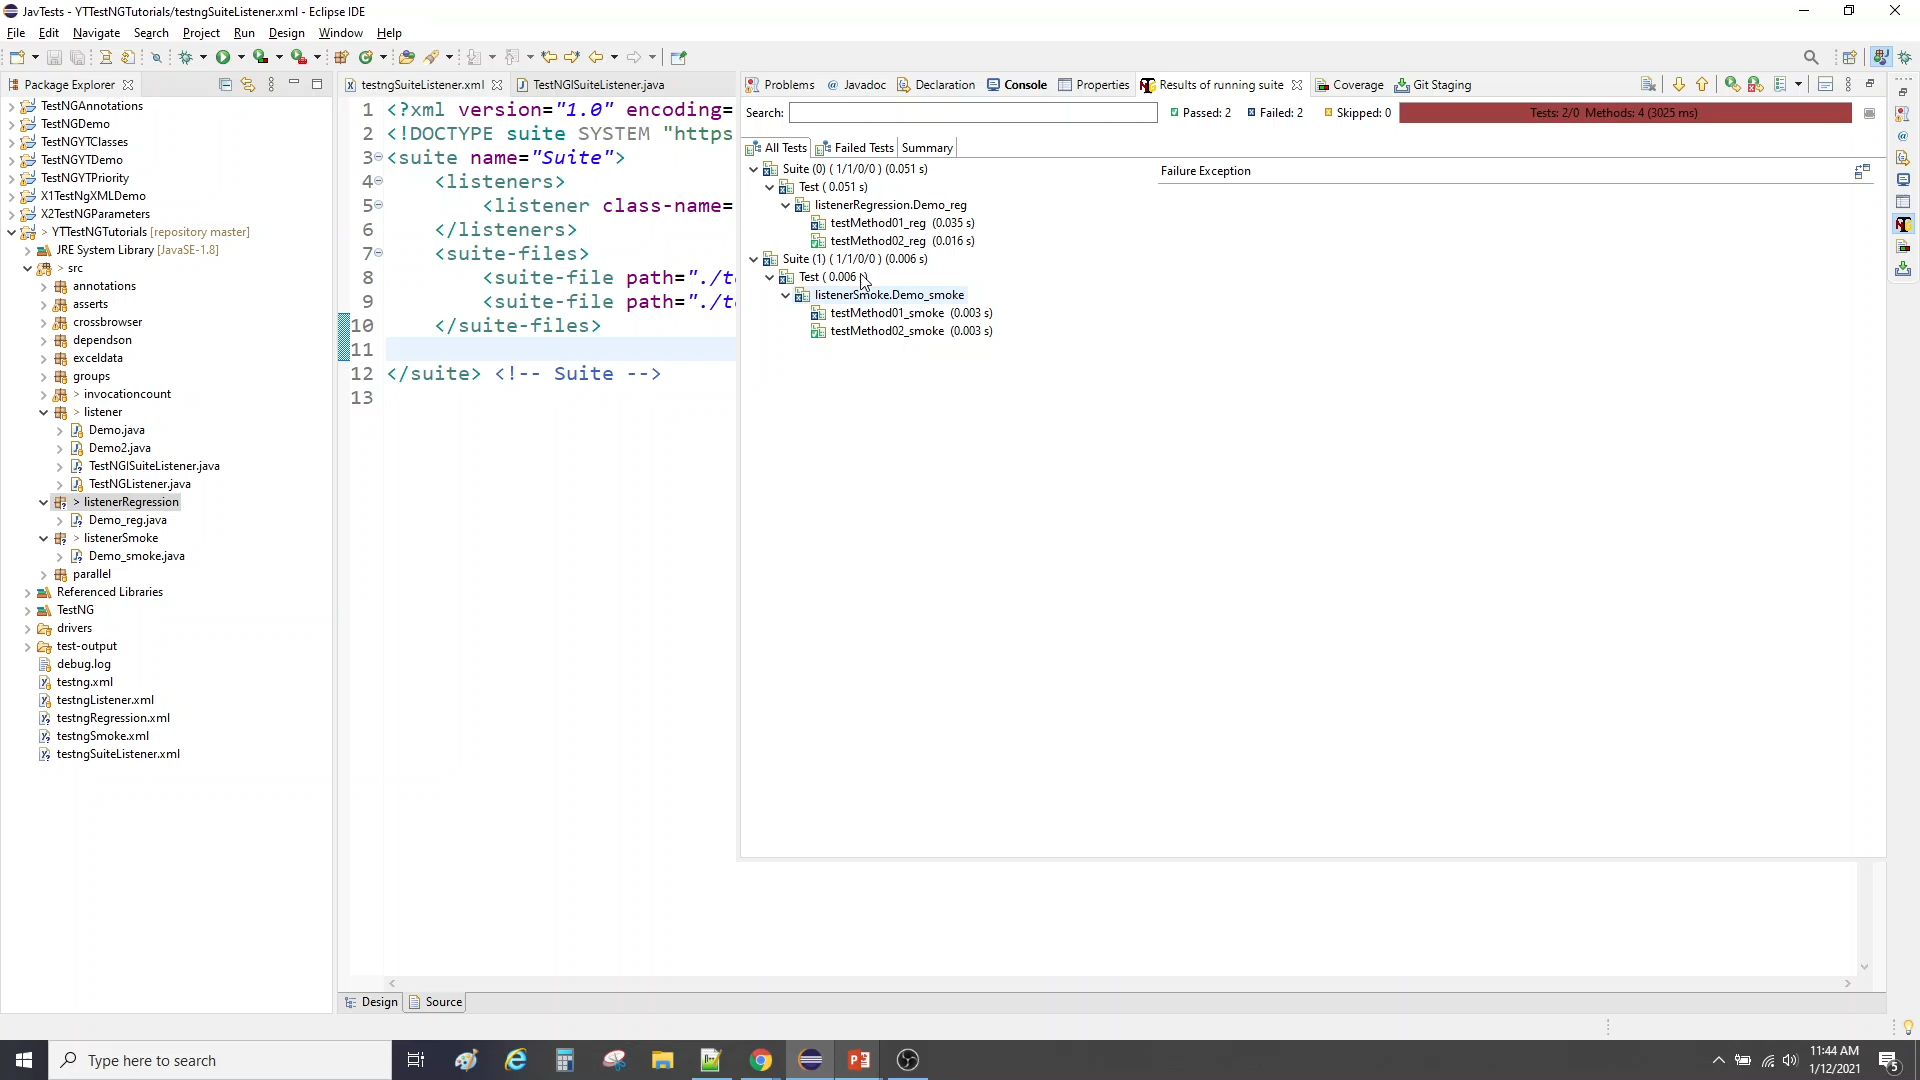 JavTests - YTTestNGTutorials/testngSuiteListener.xml - Eclipse IDE
File Edit Navigate Search Project Run Design Window Help
Package Explorer
TestNGAnnotations
TestNGDemo
TestNGYTClasses
TestNGYTDemo
TestNGYTPriority
X1TestNgXMLDemo
X2TestNGParameters
> YTTestNGTutorials [repository master]
JRE System Library [JavaSE-1.8]
> src
annotations
asserts
crossbrowser
dependson
exceldata
groups
> invocationcount
> listener
Demo.java
Demo2.java
TestNGISuiteListener.java
TestNGListener.java
> listenerRegression
Demo_reg.java
> listenerSmoke
Demo_smoke.java
parallel
Referenced Libraries
TestNG
drivers
test-output
debug.log
testng.xml
testngListener.xml
testngRegression.xml
testngSmoke.xml
testngSuiteListener.xml
testngSuiteListener.xml TestNGISuiteListener.java
1 <?xml version="1.0" encoding=
2 <!DOCTYPE suite SYSTEM "https
3 <suite name="Suite">
4 <listeners>
5 <listener class-name=
6 </listeners>
7 <suite-files>
8 <suite-file path="./t
9 <suite-file path="./t
10 </suite-files>
11
12 </suite> <!-- Suite -->
13
Design Source
Problems Javadoc Declaration Console Properties Results of running suite Coverage Git Staging
Search: Passed: 2 Failed: 2 Skipped: 0 Tests: 2/0 Methods: 4 (3025 ms)
All Tests Failed Tests Summary
Suite (0) ( 1/1/0/0 ) (0.051 s)
Test ( 0.051 s)
listenerRegression.Demo_reg
testMethod01_reg (0.035 s)
testMethod02_reg (0.016 s)
Suite (1) ( 1/1/0/0 ) (0.006 s)
Test ( 0.006
listenerSmoke.Demo_smoke
testMethod01_smoke (0.003 s)
testMethod02_smoke (0.003 s)
Failure Exception
Type here to search
11:44 AM
1/12/2021
5